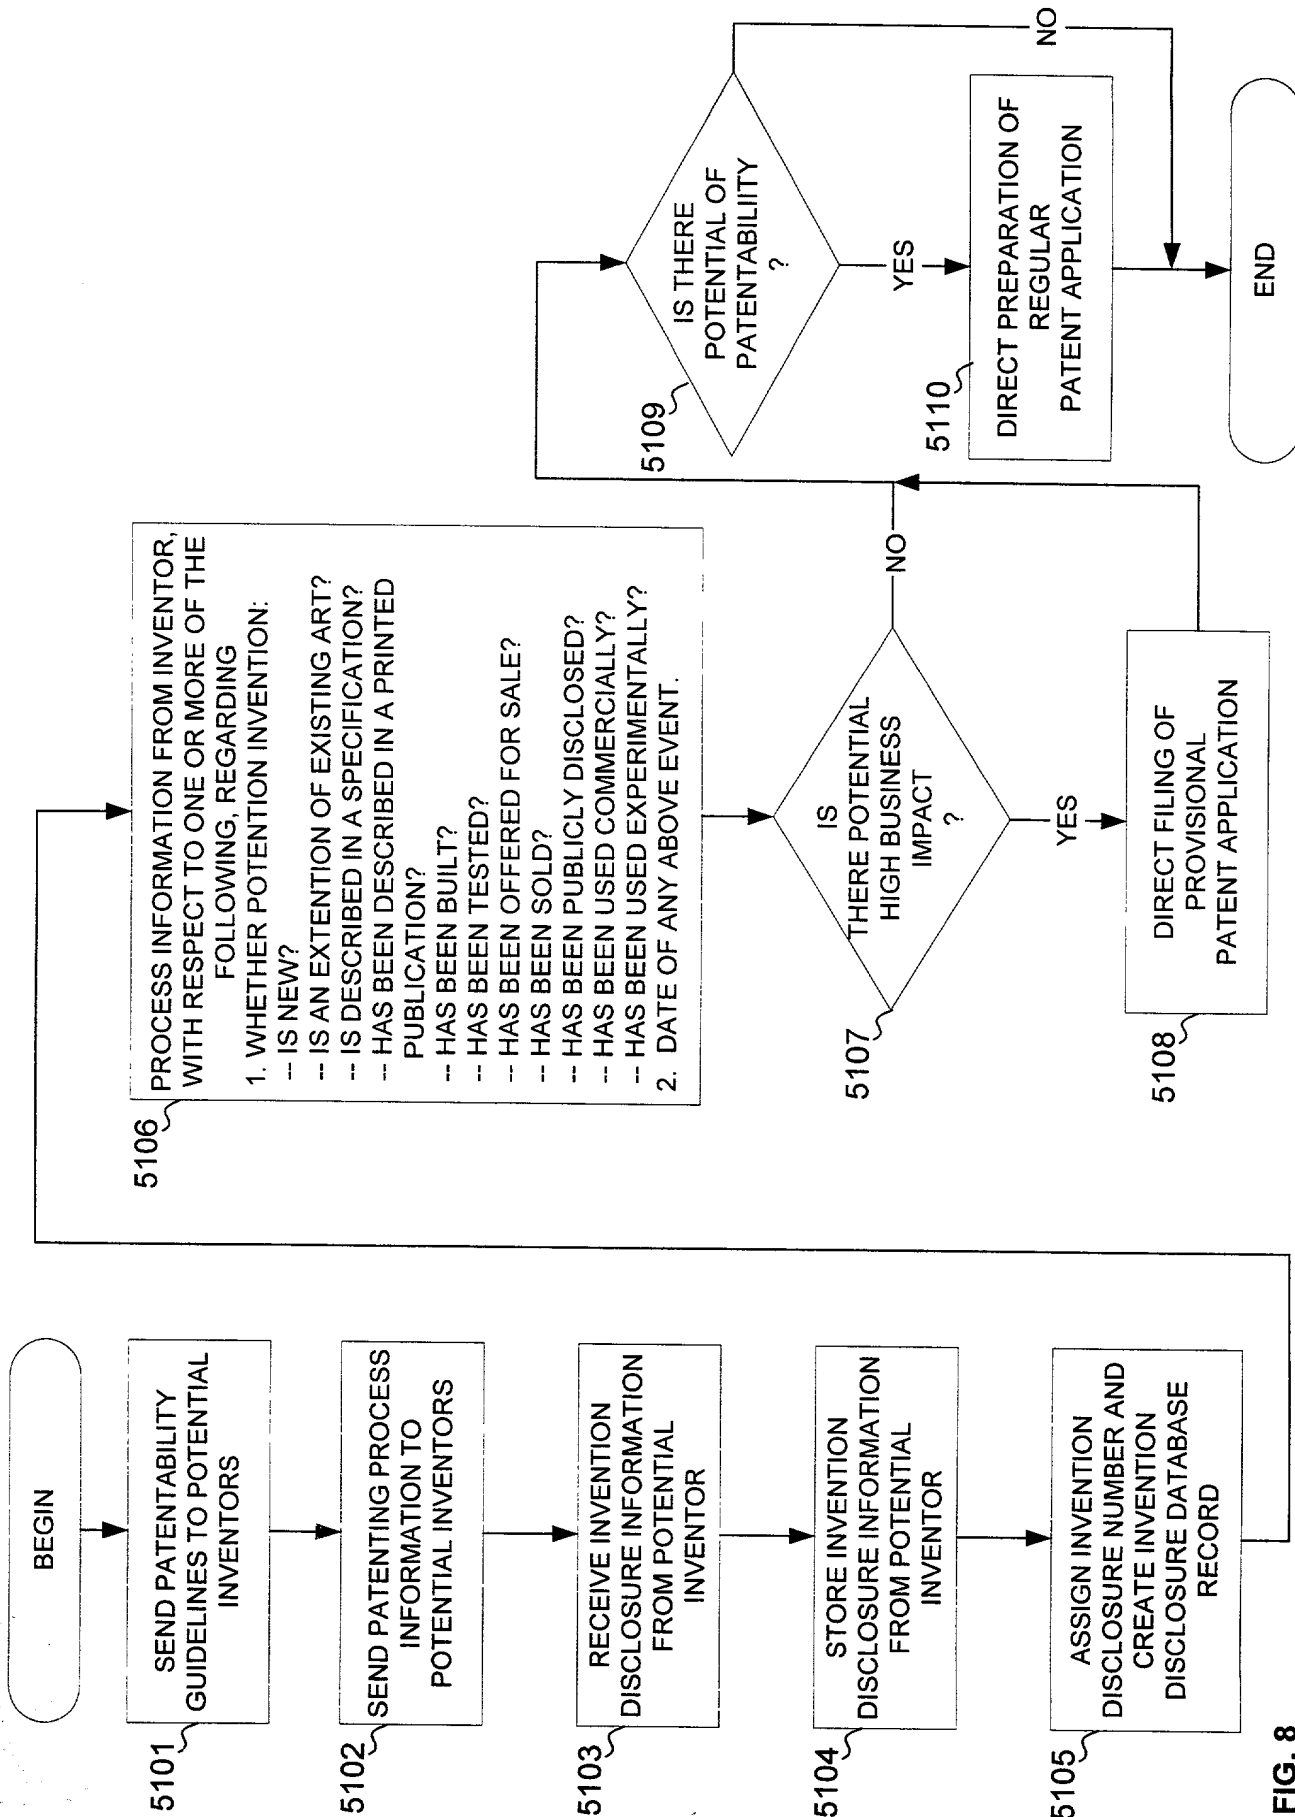 BEGIN
5101
SEND PATENTABILITY
GUIDELINES TO POTENTIAL
INVENTORS
5102
SEND PATENTING PROCESS
INFORMATION TO
POTENTIAL INVENTORS
5103
RECEIVE INVENTION
DISCLOSURE INFORMATION
FROM POTENTIAL
INVENTOR
5104
STORE INVENTION
DISCLOSURE INFORMATION
FROM POTENTIAL
INVENTOR
5105
ASSIGN INVENTION
DISCLOSURE NUMBER AND
CREATE INVENTION
DISCLOSURE DATABASE
RECORD
5106
PROCESS INFORMATION FROM INVENTOR,
WITH RESPECT TO ONE OR MORE OF THE
FOLLOWING, REGARDING
1. WHETHER POTENTION INVENTION:
-- IS NEW?
-- IS AN EXTENTION OF EXISTING ART?
-- IS DESCRIBED IN A SPECIFICATION?
-- HAS BEEN DESCRIBED IN A PRINTED
PUBLICATION?
-- HAS BEEN BUILT?
-- HAS BEEN TESTED?
-- HAS BEEN OFFERED FOR SALE?
-- HAS BEEN SOLD?
-- HAS BEEN PUBLICLY DISCLOSED?
-- HAS BEEN USED COMMERCIALLY?
-- HAS BEEN USED EXPERIMENTALLY?
2. DATE OF ANY ABOVE EVENT.
5107
IS
THERE POTENTIAL
HIGH BUSINESS
IMPACT
?
NO
YES
5108
DIRECT FILING OF
PROVISIONAL
PATENT APPLICATION
5109
IS THERE
POTENTIAL OF
PATENTABILIITY
?
NO
YES
5110
DIRECT PREPARATION OF
REGULAR
PATENT APPLICATION
END
FIG. 8